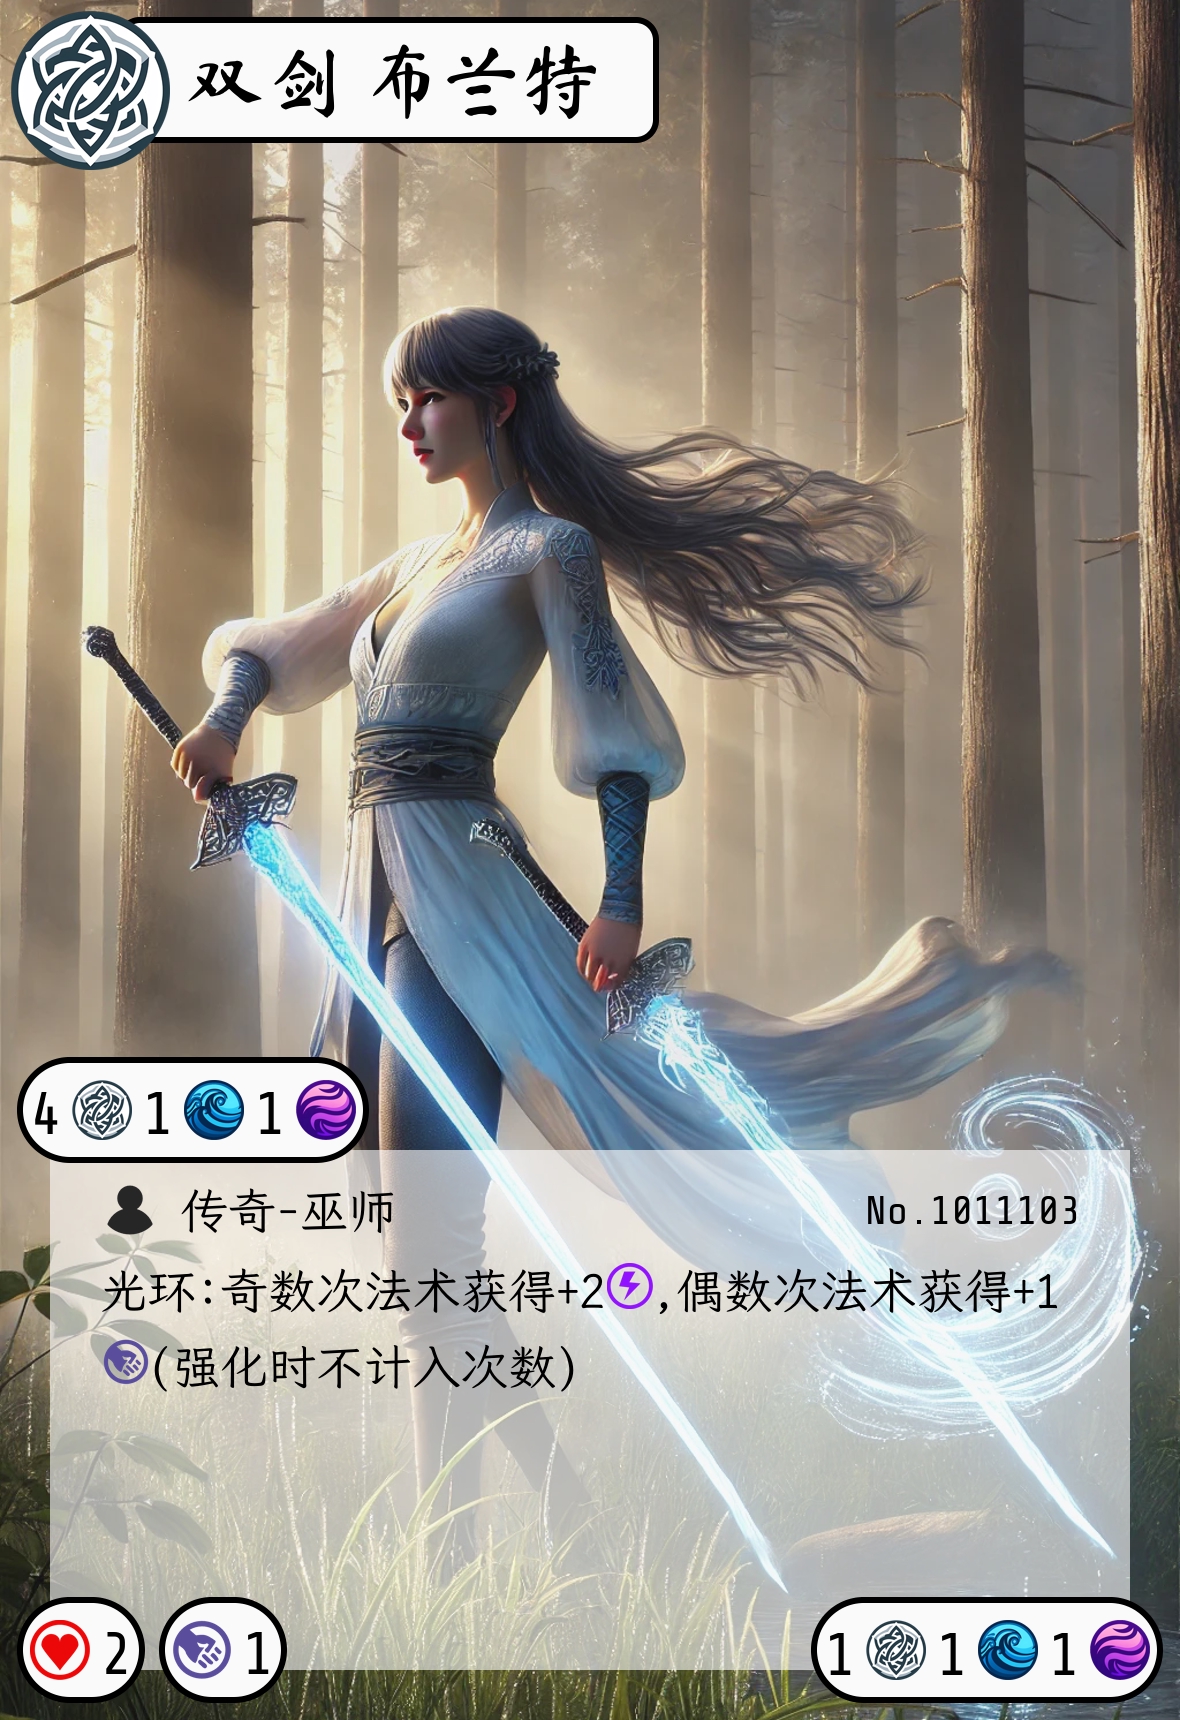 双剑 布兰特
4 1 1
传奇-巫师
No.1011103
光环:奇数次法术获得+2,偶数次法术获得+1
(强化时不计入次数)
2 1
1 1 1